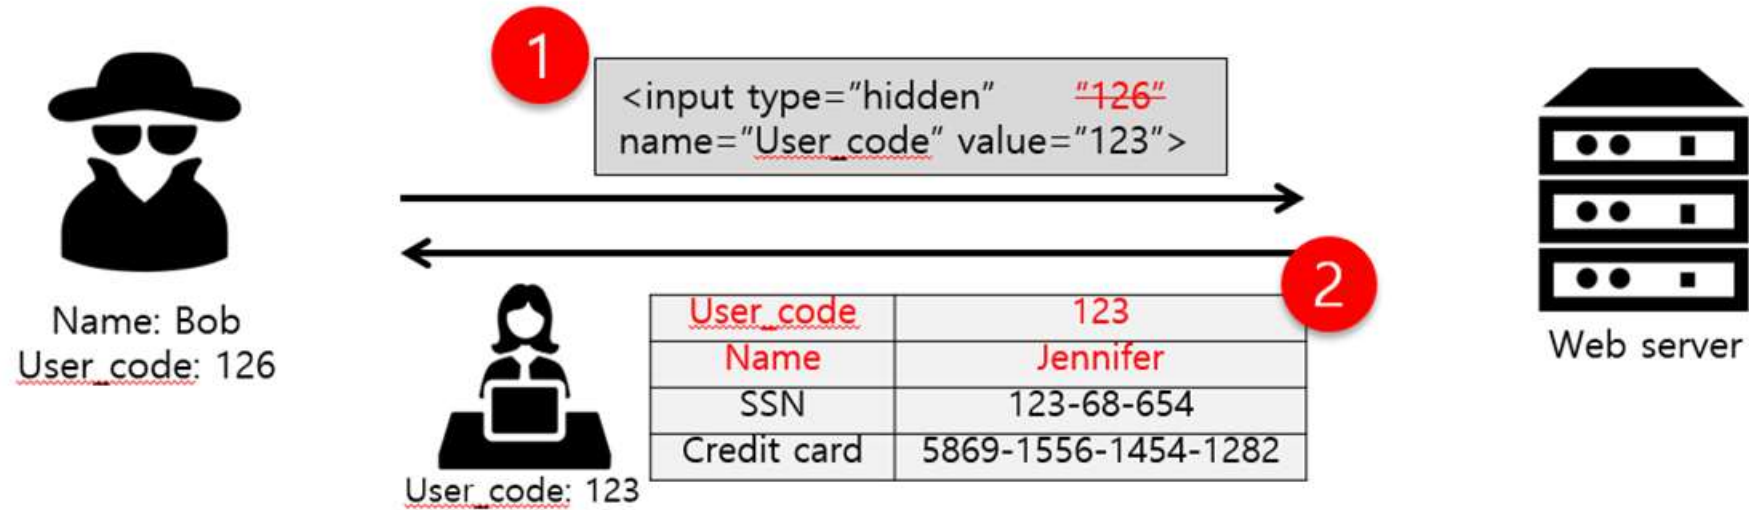 1
<input type="hidden" "126"
name="User_code" value="123">
2
User_code 123
Name Jennifer
SSN 123-68-654
Credit card 5869-1556-1454-1282
Name: Bob
User_code: 126
User_code: 123
Web server